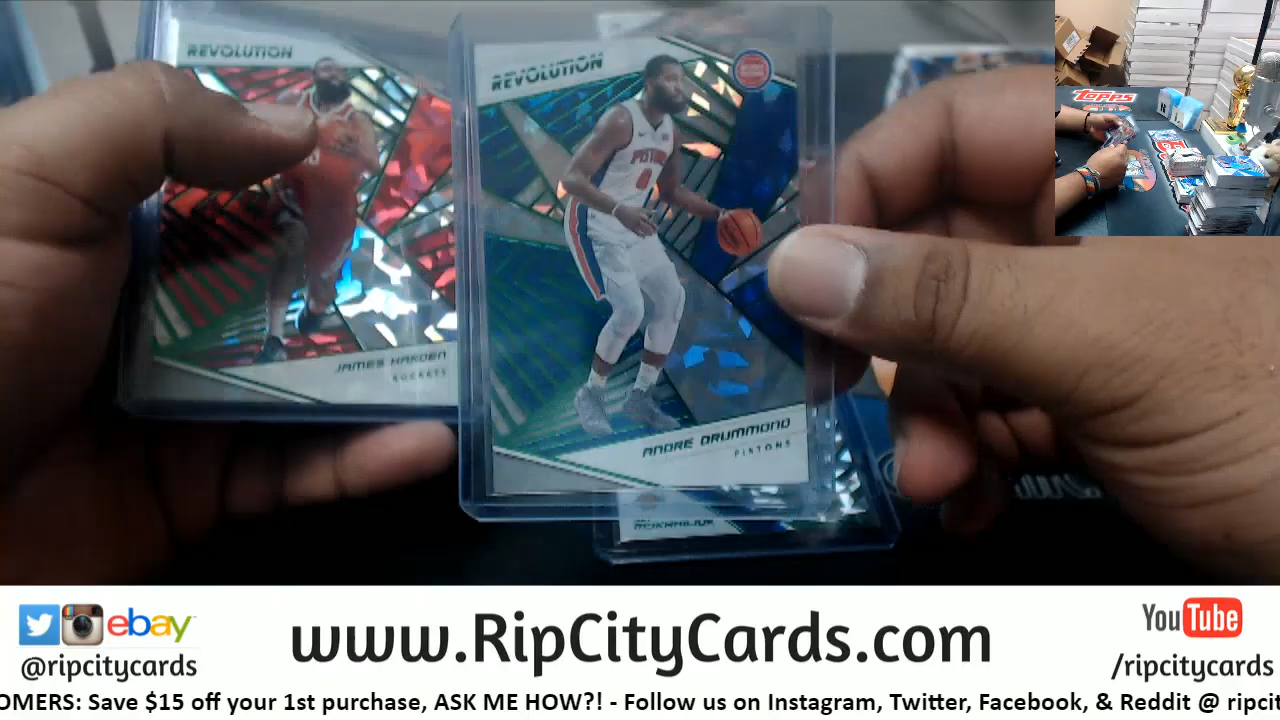 REVOLUTION
JAMES HARDEN
ROCKETS
REVOLUTION
PISTONS
0
ANDRE DRUMMOND
PISTONS
TOPPS
ebay
@ripcitycards
www.RipCityCards.com
YouTube
/ripcitycards
OMERS: Save $15 off your 1st purchase, ASK ME HOW?! - Follow us on Instagram, Twitter, Facebook, & Reddit @ ripcit